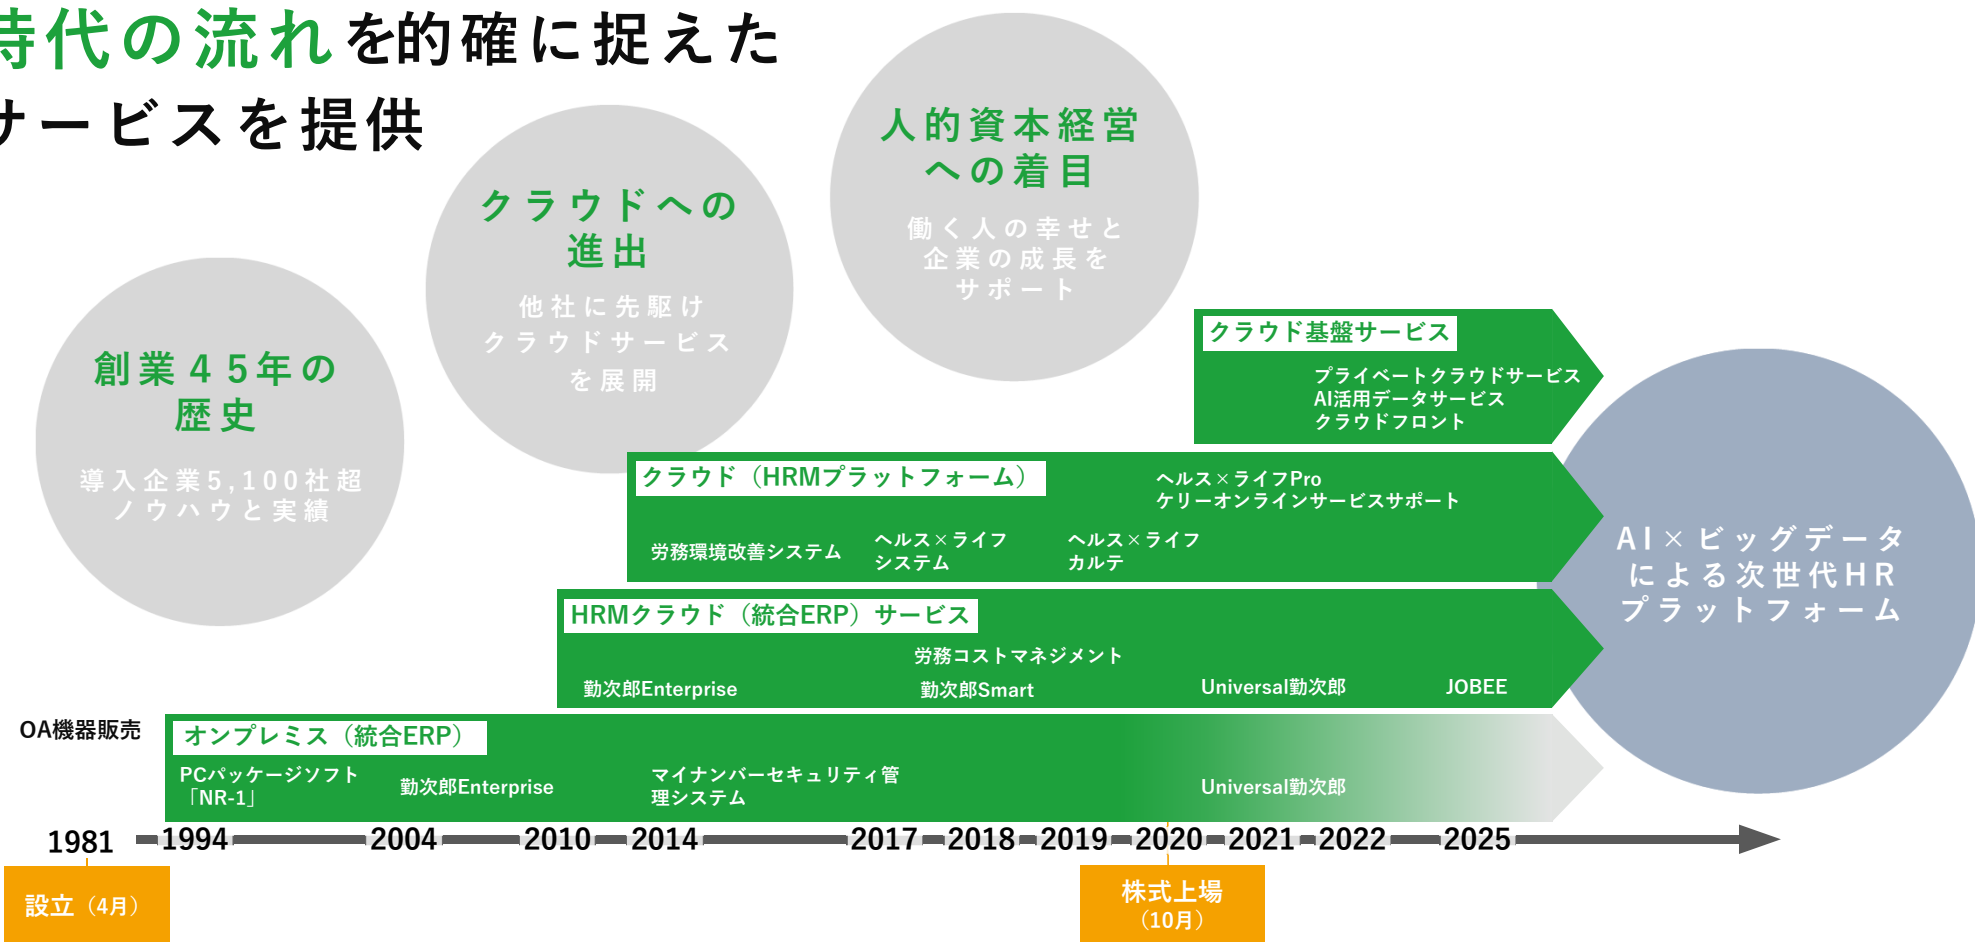 時代の流れを的確に捉えた
サービスを提供
人的資本経営
への着目
働く人の幸せと
企業の成長を
サポート
クラウドへの
進出
他社に先駆け
クラウドサービス
を展開
創業45年の
歴史
導入企業5,100社超
ノウハウと実績
クラウド基盤サービス
プライベートクラウドサービス
AI活用データサービス
クラウドフロント
クラウド（HRMプラットフォーム）
ヘルス×ライフPro
ケリーオンラインサービスサポート
労務環境改善システム
ヘルス×ライフ
システム
ヘルス×ライフ
カルテ
AI×ビッグデータ
による次世代HR
プラットフォーム
HRMクラウド（統合ERP）サービス
労務コストマネジメント
勤次郎Enterprise
勤次郎Smart
Universal勤次郎
JOBEE
OA機器販売
オンプレミス（統合ERP）
PCパッケージソフト
「NR-1」
勤次郎Enterprise
マイナンバーセキュリティ管
理システム
Universal勤次郎
1981 1994 2004 2010 2014 2017 2018 2019 2020 2021 2022 2025
設立（4月）
株式上場
（10月）